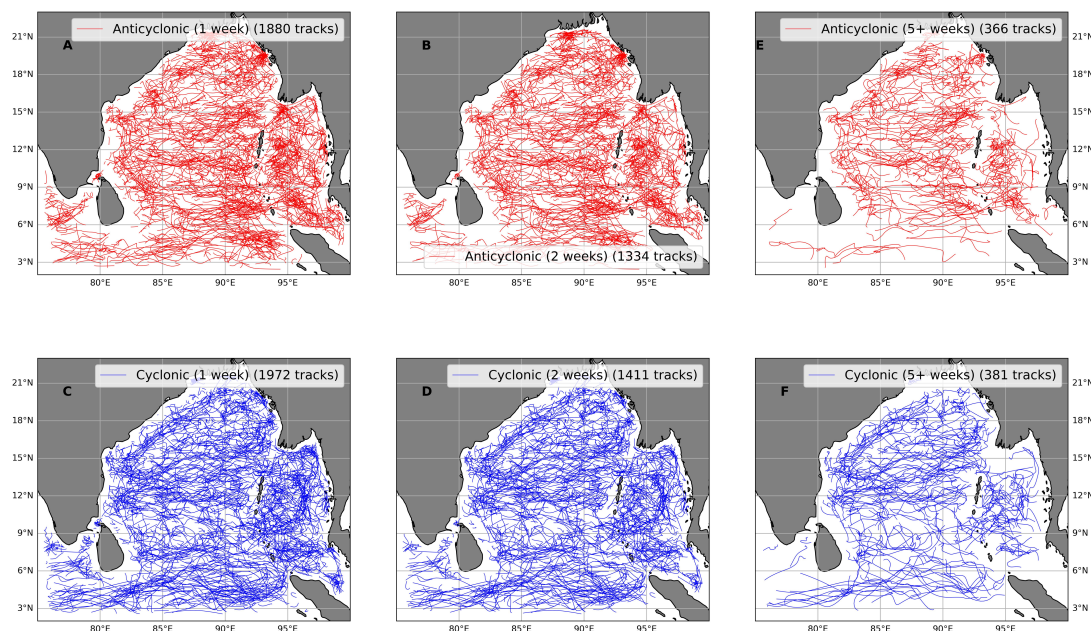 A Anticyclonic (1 week) (1880 tracks)
B
E Anticyclonic (5+ weeks) (366 tracks)
21°N 21°N
18°N 18°N
15°N 15°N
12°N 12°N
9°N 9°N
6°N 6°N
Anticyclonic (2 weeks) (1334 tracks)
3°N 3°N
80°E 85°E 90°E 95°E 80°E 85°E 90°E 95°E 80°E 85°E 90°E 95°E
C Cyclonic (1 week) (1972 tracks)
D Cyclonic (2 weeks) (1411 tracks)
F Cyclonic (5+ weeks) (381 tracks)
21°N 21°N
18°N 18°N
15°N 15°N
12°N 12°N
9°N 9°N
6°N 6°N
3°N 3°N
80°E 85°E 90°E 95°E 80°E 85°E 90°E 95°E 80°E 85°E 90°E 95°E